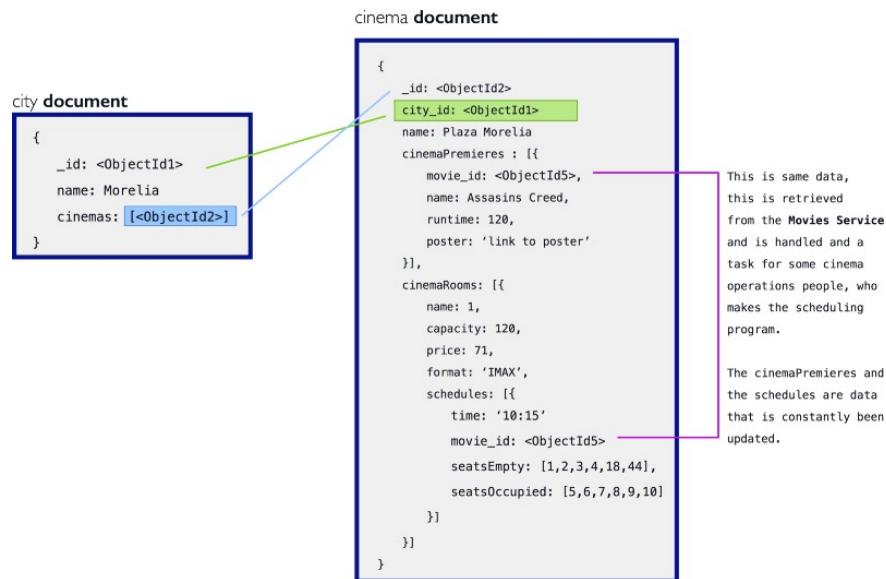 city document
{
_id: <ObjectId1>
name: Morelia
cinemas: [<ObjectId2>]
}
cinema document
{
_id: <ObjectId2>
city_id: <ObjectId1>
name: Plaza Morelia
cinemaPremieres : [{
movie_id: <ObjectId5>,
name: Assasins Creed,
runtime: 120,
poster: ‘link to poster’
}],
cinemaRooms: [{
name: 1,
capacity: 120,
price: 71,
format: ‘IMAX’,
schedules: [{
time: ‘10:15’
movie_id: <ObjectId5>
seatsEmpty: [1,2,3,4,18,44],
seatsOccupied: [5,6,7,8,9,10]
}]
}]
}
This is same data,
this is retrieved
from the Movies Service
and is handled and a
task for some cinema
operations people, who
makes the scheduling
program.
The cinemaPremieres and
the schedules are data
that is constantly been
updated.